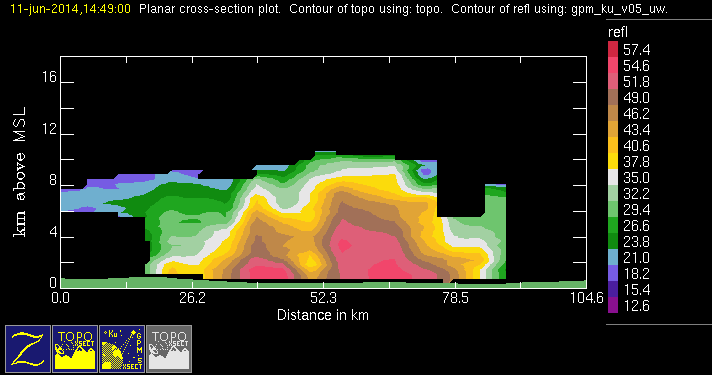 11-jun-2014,14:49:00 Planar cross-section plot. Contour of topo using: topo. Contour of refl using: gpm_ku_v05_uw.
refl
57.4
54.6
51.8
49.0
46.2
43.4
40.6
37.8
35.0
32.2
29.4
26.6
23.8
21.0
18.2
15.4
12.6
km above MSL
16
12
8
4
0
0.0 26.2 52.3 78.5 104.6
Distance in km
Z
TOPO
XSECT
"Ku"
GPM
XSECT
TOPO
XSECT